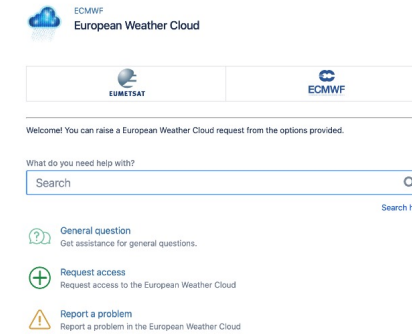 ECMWF
European Weather Cloud
EUMETSAT
ECMWF
Welcome! You can raise a European Weather Cloud request from the options provided.
What do you need help with?
Search
Search
General question
Get assistance for general questions.
Request access
Request access to the European Weather Cloud
Report a problem
Report a problem in the European Weather Cloud